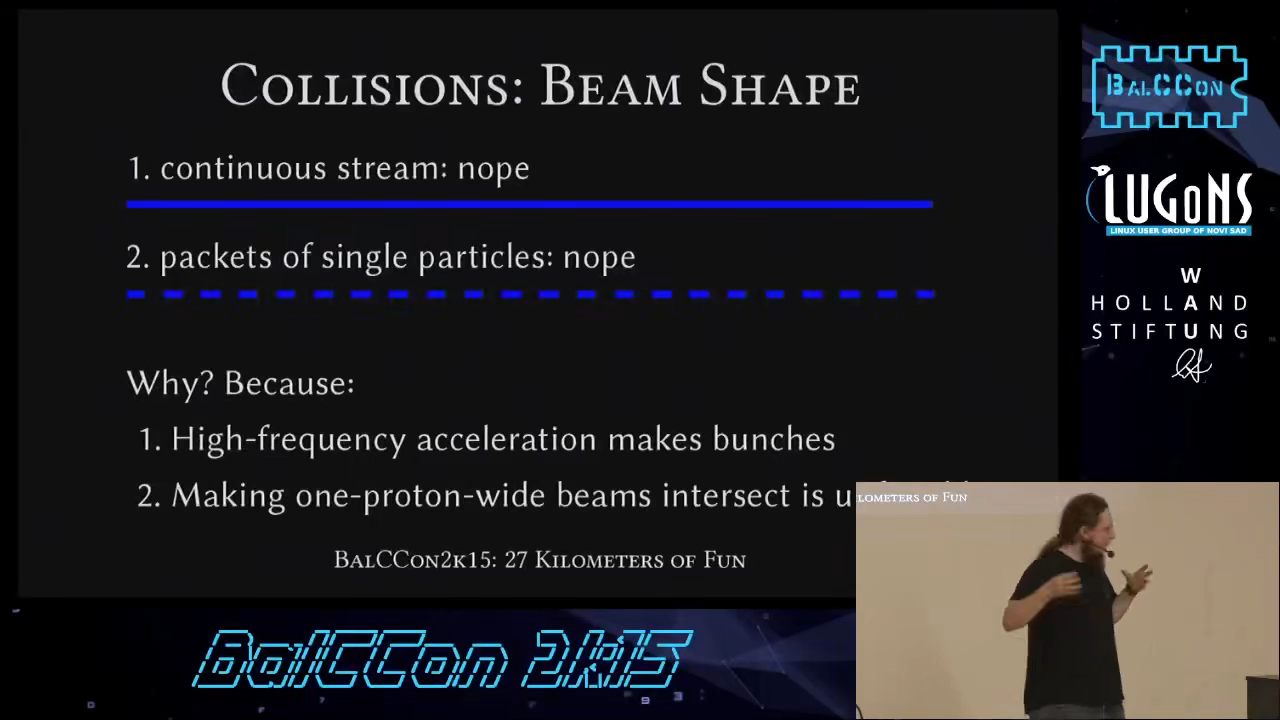 Collisions: Beam Shape
1. continuous stream: nope
2. packets of single particles: nope
Why? Because:
1. High-frequency acceleration makes bunches
2. Making one-proton-wide beams intersect is
BalCCon2k15: 27 Kilometers of Fun
BalCCon
LUGoNS
LINUX USER GROUP OF NOVI SAD
WAU
HOLLAND
STIFTUNG
lometers of Fun
BalCCon 2k15